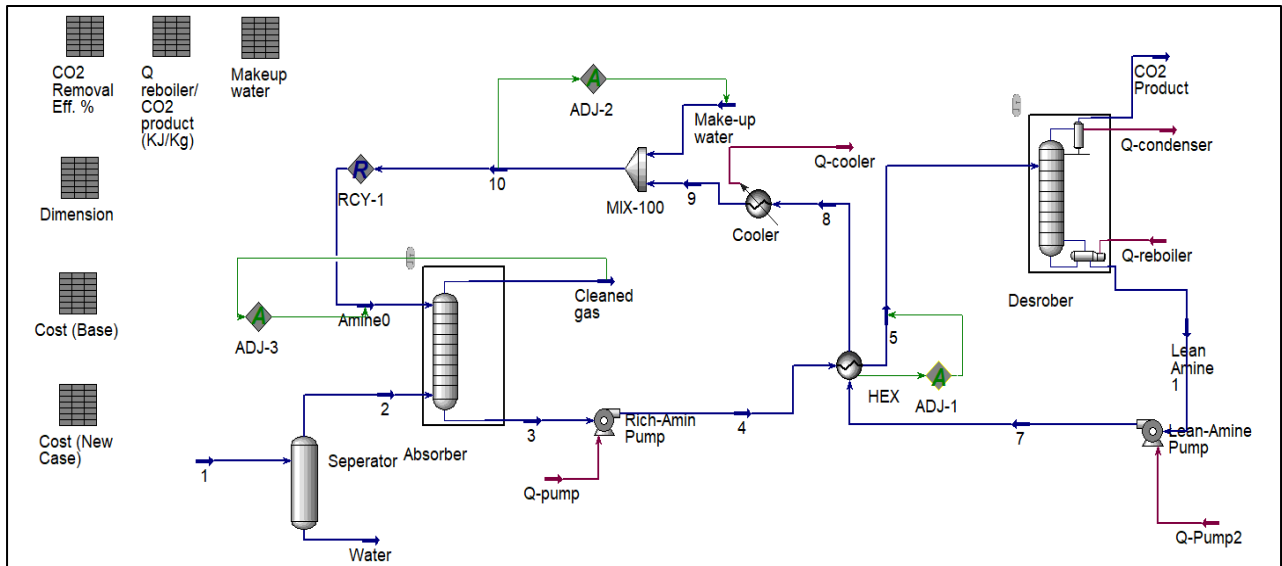 CO2
Removal
Eff. %
Q
reboiler/
CO2
product
(KJ/Kg)
Makeup
water
Dimension
Cost (Base)
Cost (New
Case)
A
ADJ-2
Make-up
water
R
RCY-1
10
MIX-100
9
Q-cooler
Cooler
8
CO2
Product
Q-condenser
Q-reboiler
Desrober
A
ADJ-3
Amine0
Cleaned
gas
Absorber
1
2
Seperator
Water
3
Rich-Amin
Pump
Q-pump
4
HEX
5
A
ADJ-1
7
Lean
Amine
1
Lean-Amine
Pump
Q-Pump2